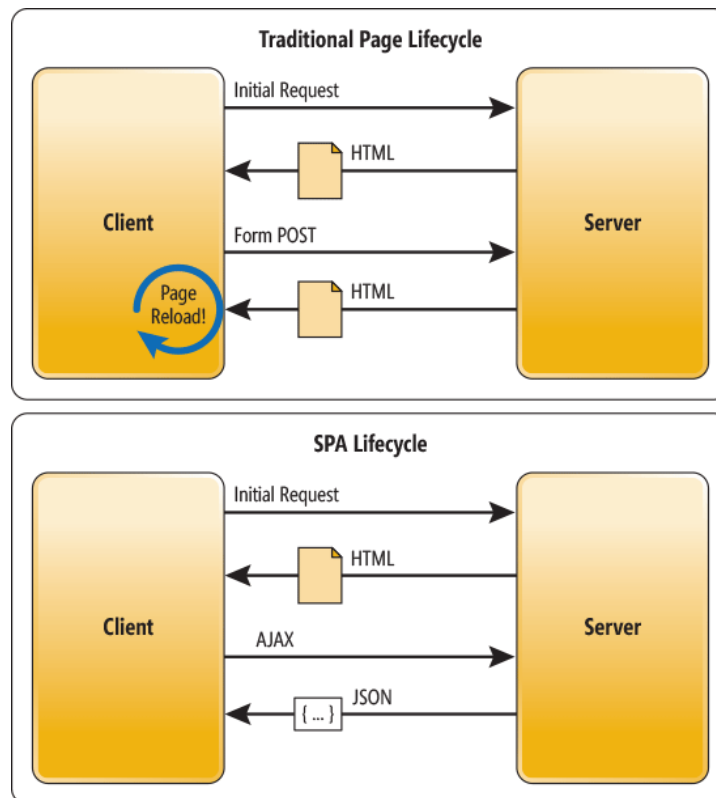 Traditional Page Lifecycle
Initial Request
HTML
Client
Server
Form POST
HTML
Page
Reload!
SPA Lifecycle
Initial Request
HTML
Client
Server
AJAX
JSON
{ ... }